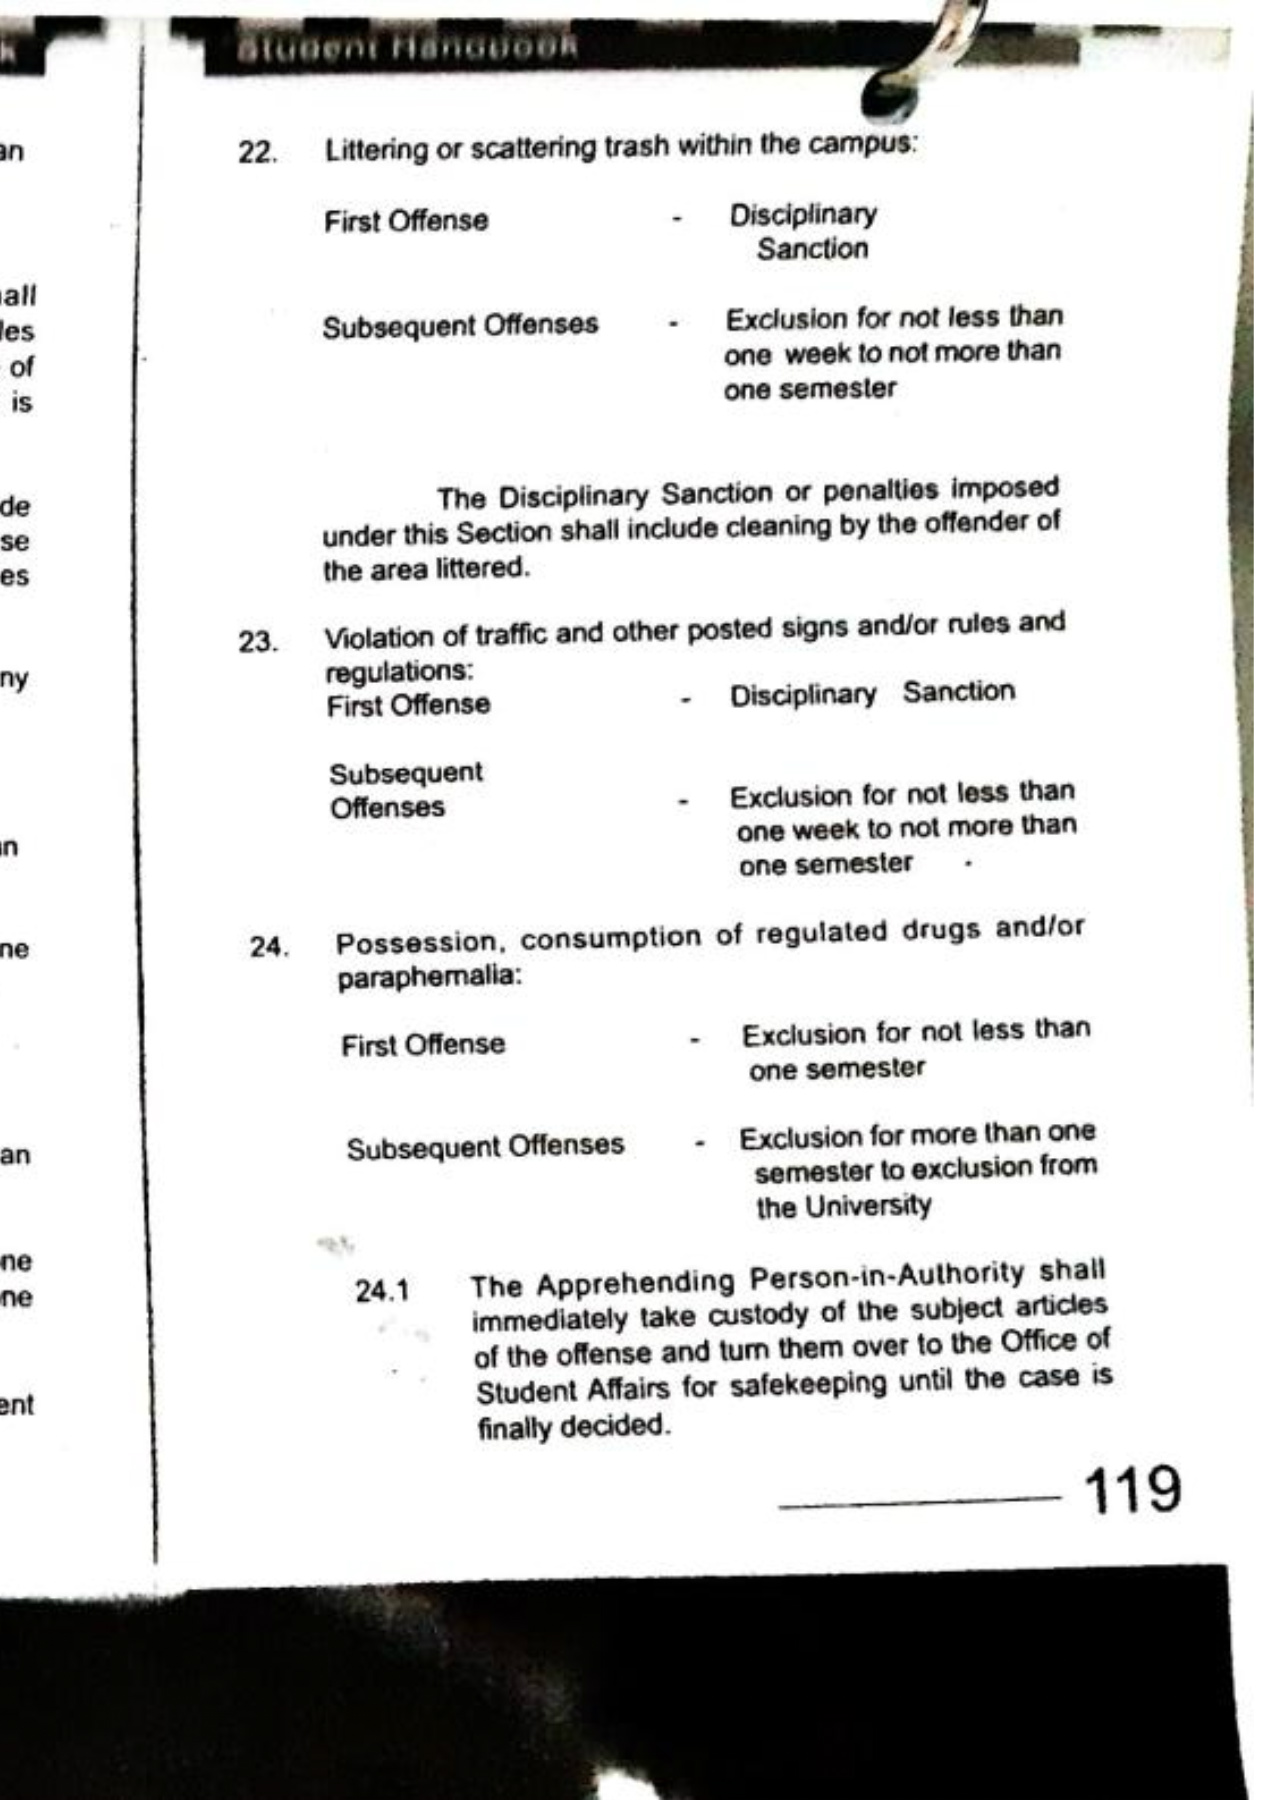 Student Handbook
22. Littering or scattering trash within the campus:
First Offense - Disciplinary
Sanction
Subsequent Offenses - Exclusion for not less than
one week to not more than
one semester
The Disciplinary Sanction or penalties imposed
under this Section shall include cleaning by the offender of
the area littered.
23. Violation of traffic and other posted signs and/or rules and
regulations:
First Offense - Disciplinary Sanction
Subsequent
Offenses - Exclusion for not less than
one week to not more than
one semester
24. Possession, consumption of regulated drugs and/or
paraphernalia:
First Offense - Exclusion for not less than
one semester
Subsequent Offenses - Exclusion for more than one
semester to exclusion from
the University
24.1 The Apprehending Person-in-Authority shall
immediately take custody of the subject articles
of the offense and turn them over to the Office of
Student Affairs for safekeeping until the case is
finally decided.
119